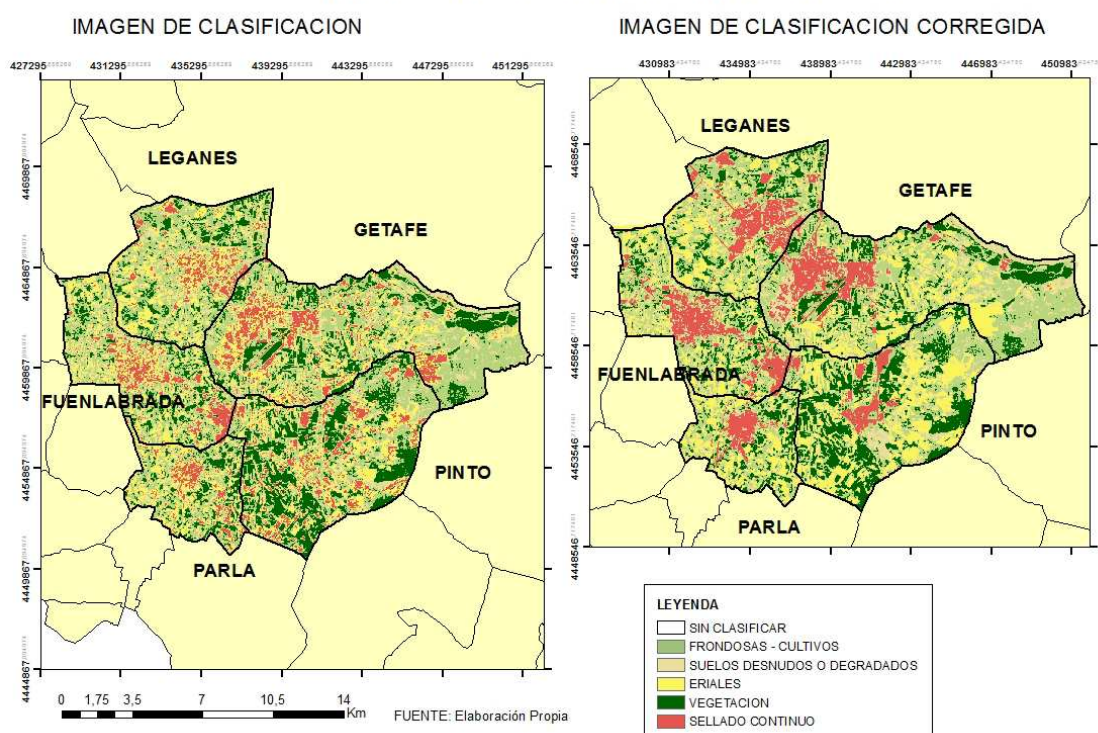 IMAGEN DE CLASIFICACION
427295 431295 435295 439295 443295 447295 451295
4469867
4464867
4459867
4454867
4449867
4444867
LEGANES
GETAFE
FUENLABRADA
PINTO
PARLA
0 1,75 3,5 7 10,5 14
Km
FUENTE: Elaboración Propia
IMAGEN DE CLASIFICACION CORREGIDA
430983 434983 438983 442983 446983 450983
4468546
4463546
4458546
4453546
4448546
LEGANES
GETAFE
FUENLABRADA
PINTO
PARLA
LEYENDA
SIN CLASIFICAR
FRONDOSAS - CULTIVOS
SUELOS DESNUDOS O DEGRADADOS
ERIALES
VEGETACION
SELLADO CONTINUO